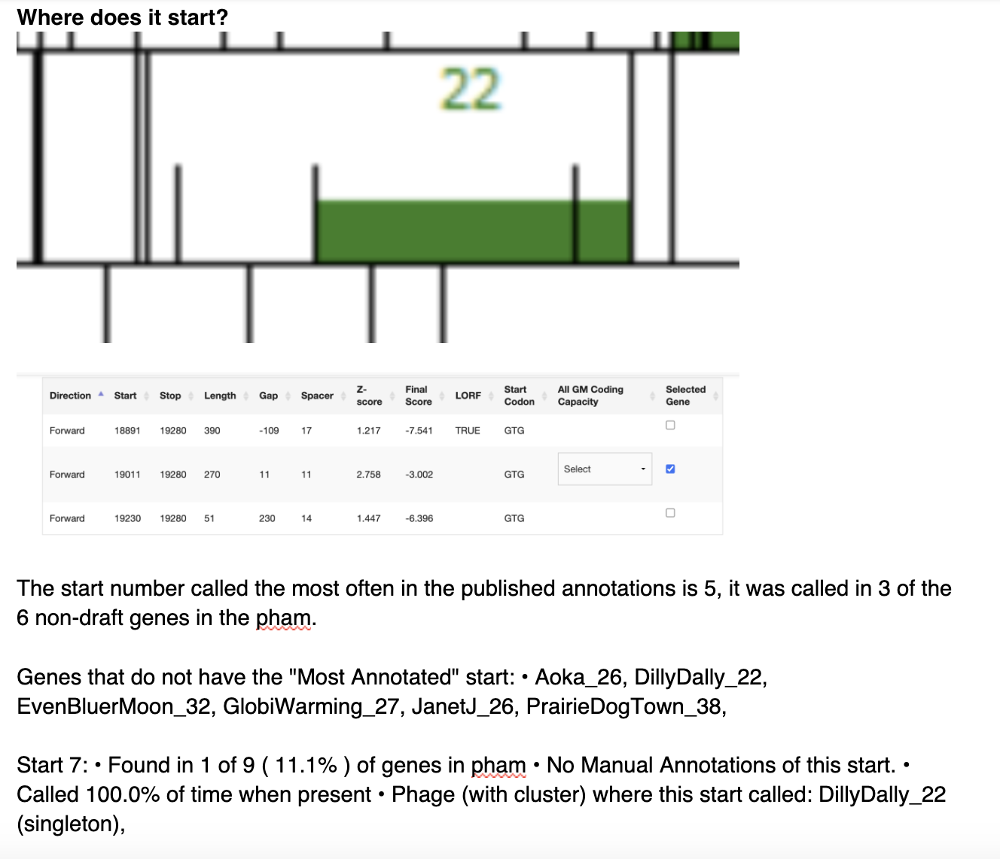 Where does it start?
22
Direction Start Stop Length Gap Spacer Z-score Final Score LORF Start Codon All GM Coding Capacity Selected Gene
Forward 18891 19280 390 -109 17 1.217 -7.541 TRUE GTG
Forward 19011 19280 270 11 11 2.758 -3.002 GTG Select
Forward 19230 19280 51 230 14 1.447 -6.396 GTG
The start number called the most often in the published annotations is 5, it was called in 3 of the
6 non-draft genes in the pham.
Genes that do not have the "Most Annotated" start: • Aoka_26, DillyDally_22,
EvenBluerMoon_32, GlobiWarming_27, JanetJ_26, PrairieDogTown_38,
Start 7: • Found in 1 of 9 ( 11.1% ) of genes in pham • No Manual Annotations of this start. •
Called 100.0% of time when present • Phage (with cluster) where this start called: DillyDally_22
(singleton),